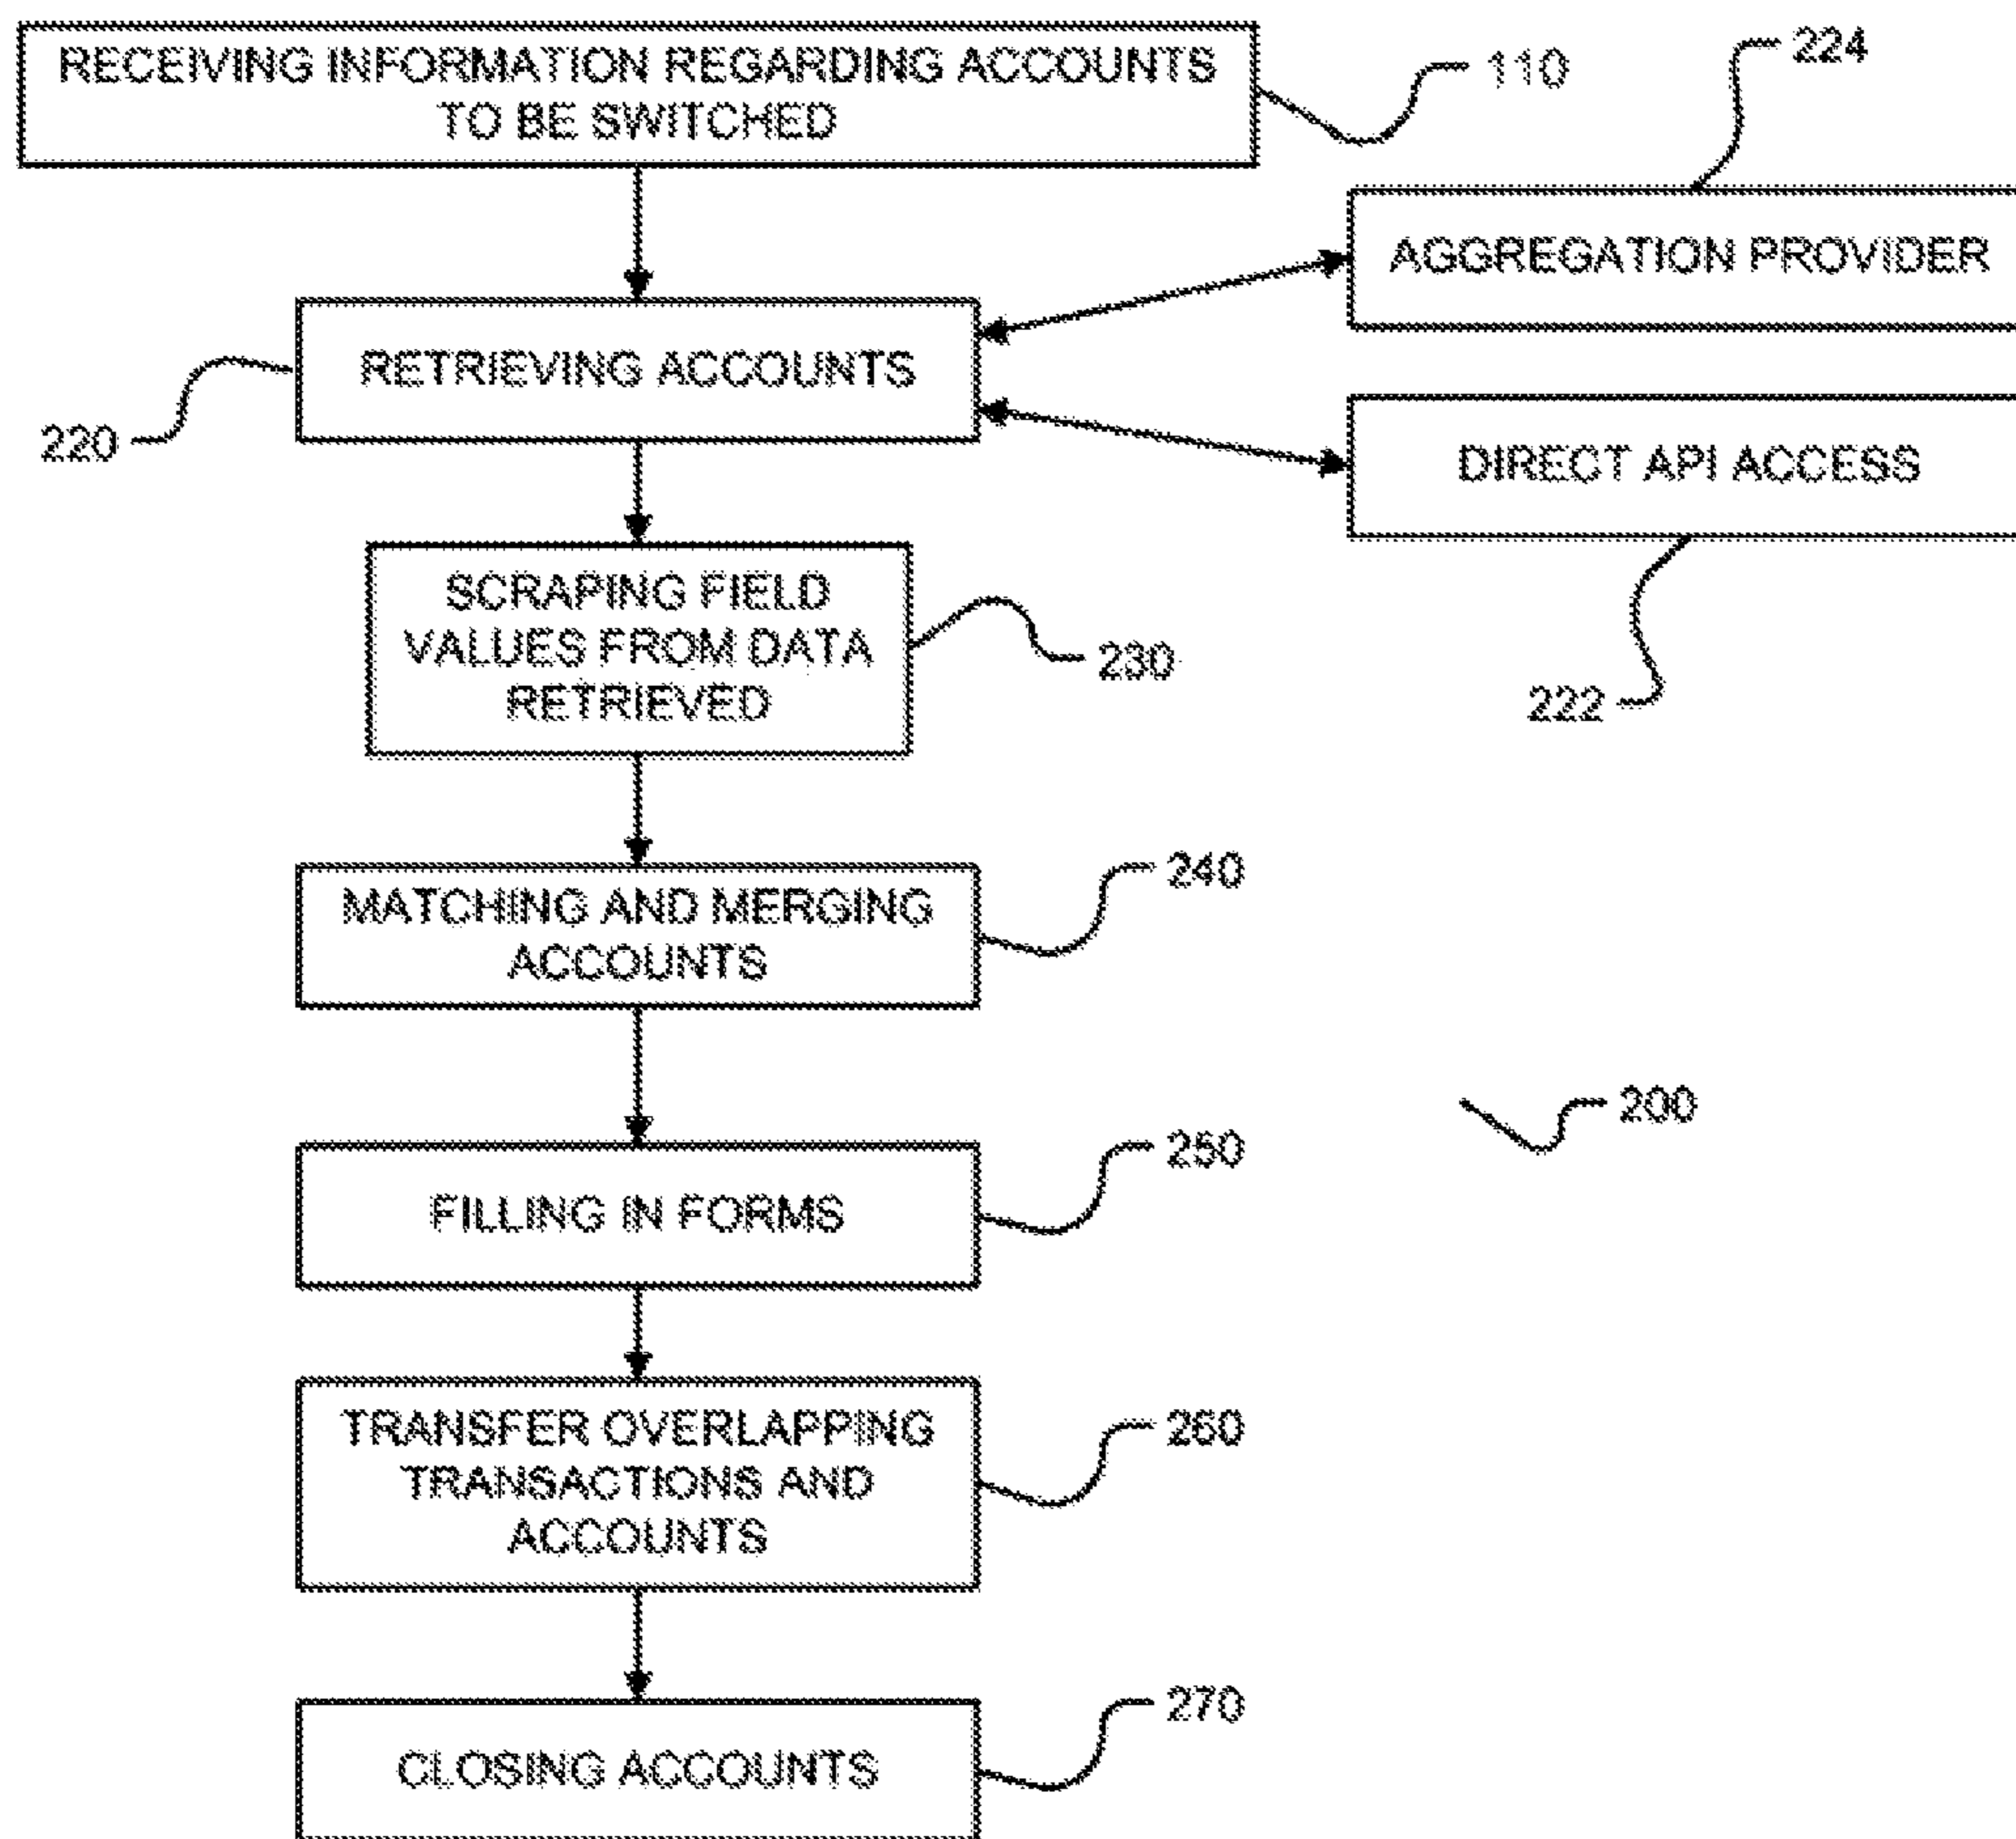 RECEIVING INFORMATION REGARDING ACCOUNTS
TO BE SWITCHED
110
224
AGGREGATION PROVIDER
RETRIEVING ACCOUNTS
220
DIRECT API ACCESS
222
SCRAPING FIELD
VALUES FROM DATA
RETRIEVED
230
MATCHING AND MERGING
ACCOUNTS
240
200
FILLING IN FORMS
250
TRANSFER OVERLAPPING
TRANSACTIONS AND
ACCOUNTS
260
CLOSING ACCOUNTS
270